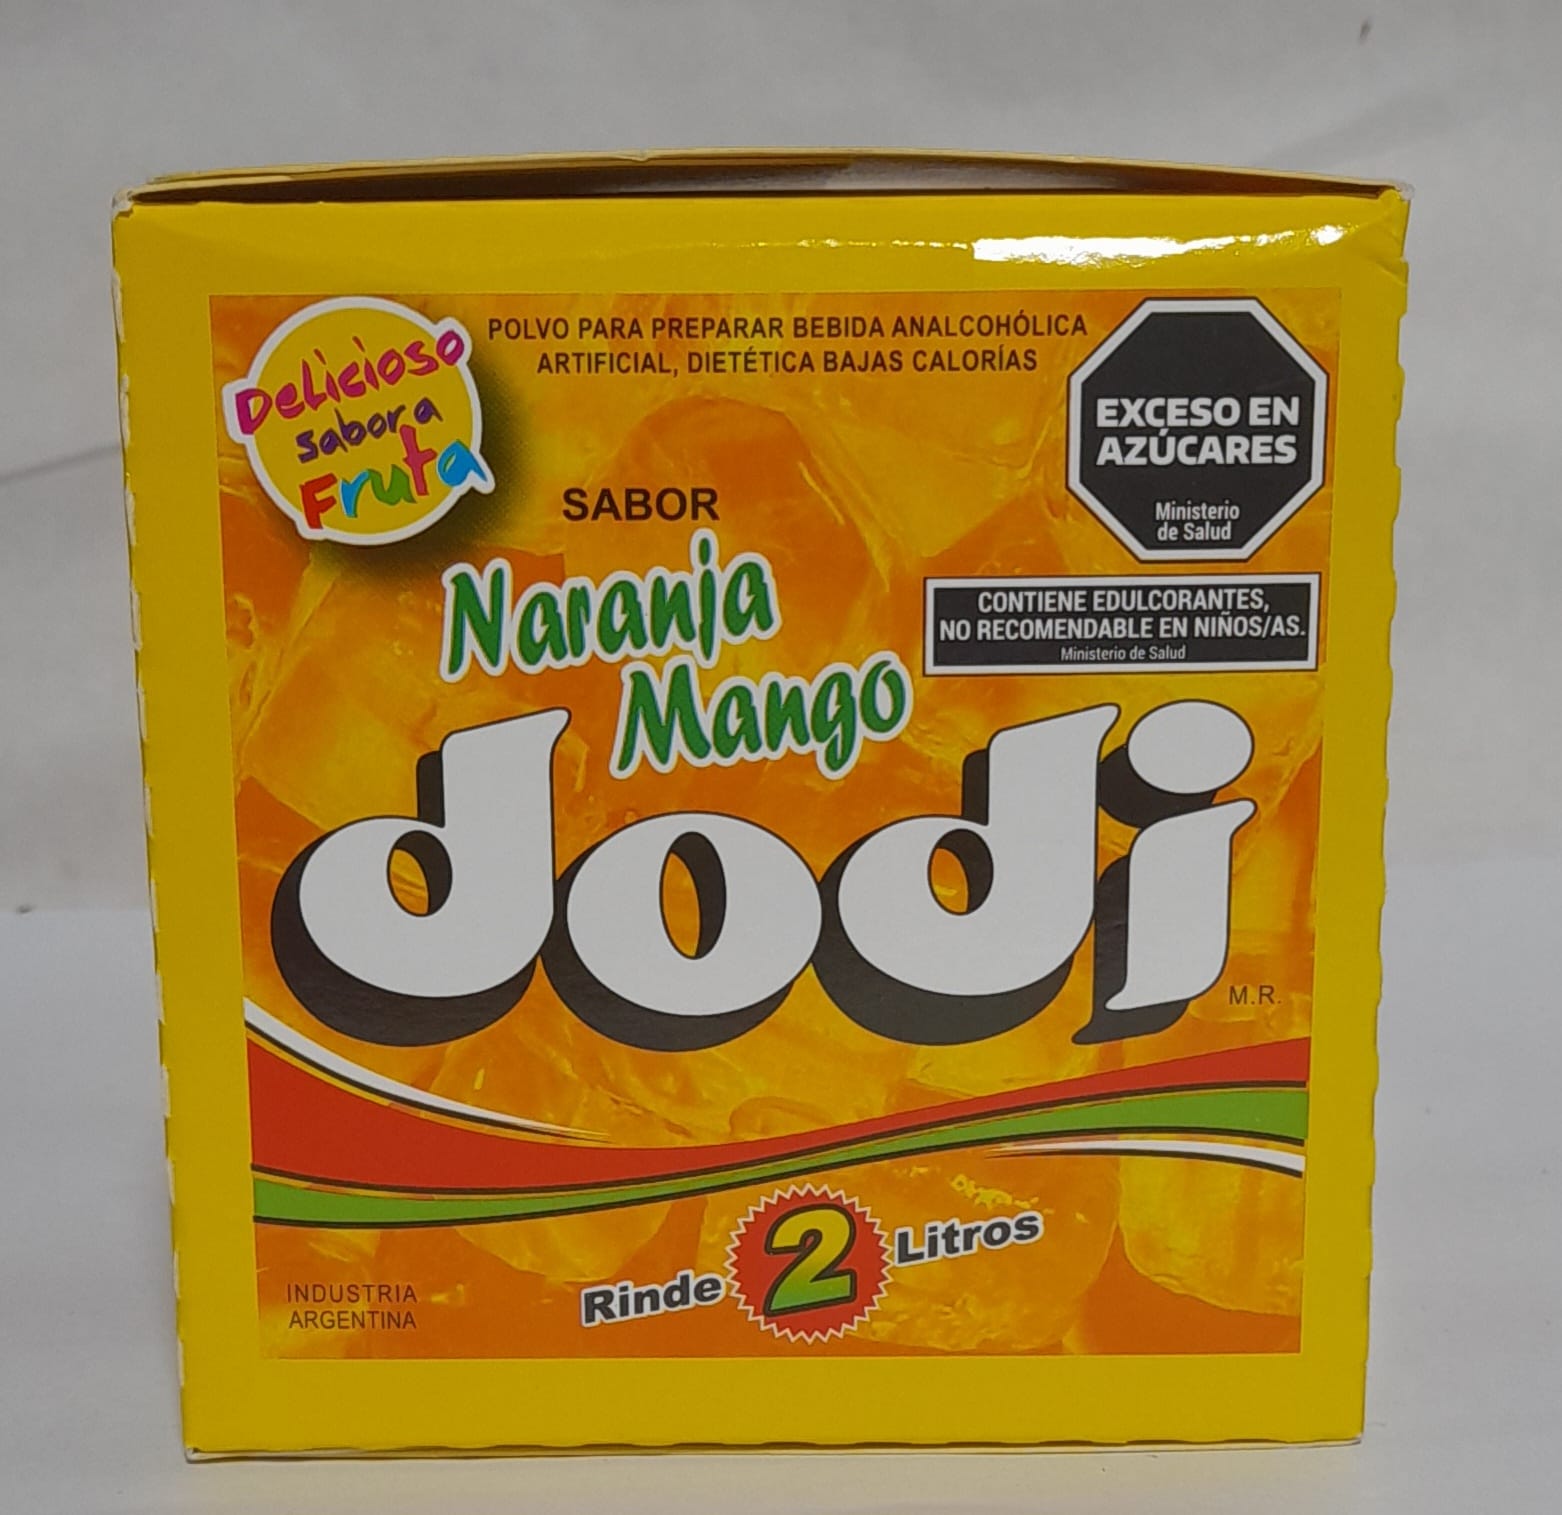 Delicioso
sabor a
Fruta
POLVO PARA PREPARAR BEBIDA ANALCOHÓLICA
ARTIFICIAL, DIETÉTICA BAJAS CALORÍAS
EXCESO EN
AZÚCARES
Ministerio
de Salud
SABOR
Naranja
Mango
CONTIENE EDULCORANTES,
NO RECOMENDABLE EN NIÑOS/AS.
Ministerio de Salud
dodi
M.R.
Rinde 2 Litros
INDUSTRIA
ARGENTINA